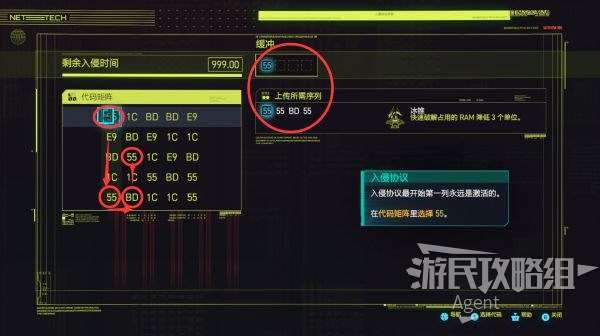 NET TECH
剩余入侵时间 999.00
缓冲
55
代码矩阵
上传所需序列
55 55 BD 55
冰锥
快速破解占用的 RAM 降低 3 个单位。
55 1C BD BD E9
E9 BD E9 1C 1C
BD 55 1C E9 BD
1C 1C 1C 55 55
55 BD 1C 1C 55
入侵协议
入侵协议最开始第一列永远是激活的。
在代码矩阵里选择 55。
游民攻略组
Agent
导航 选择代码 帮助 关闭